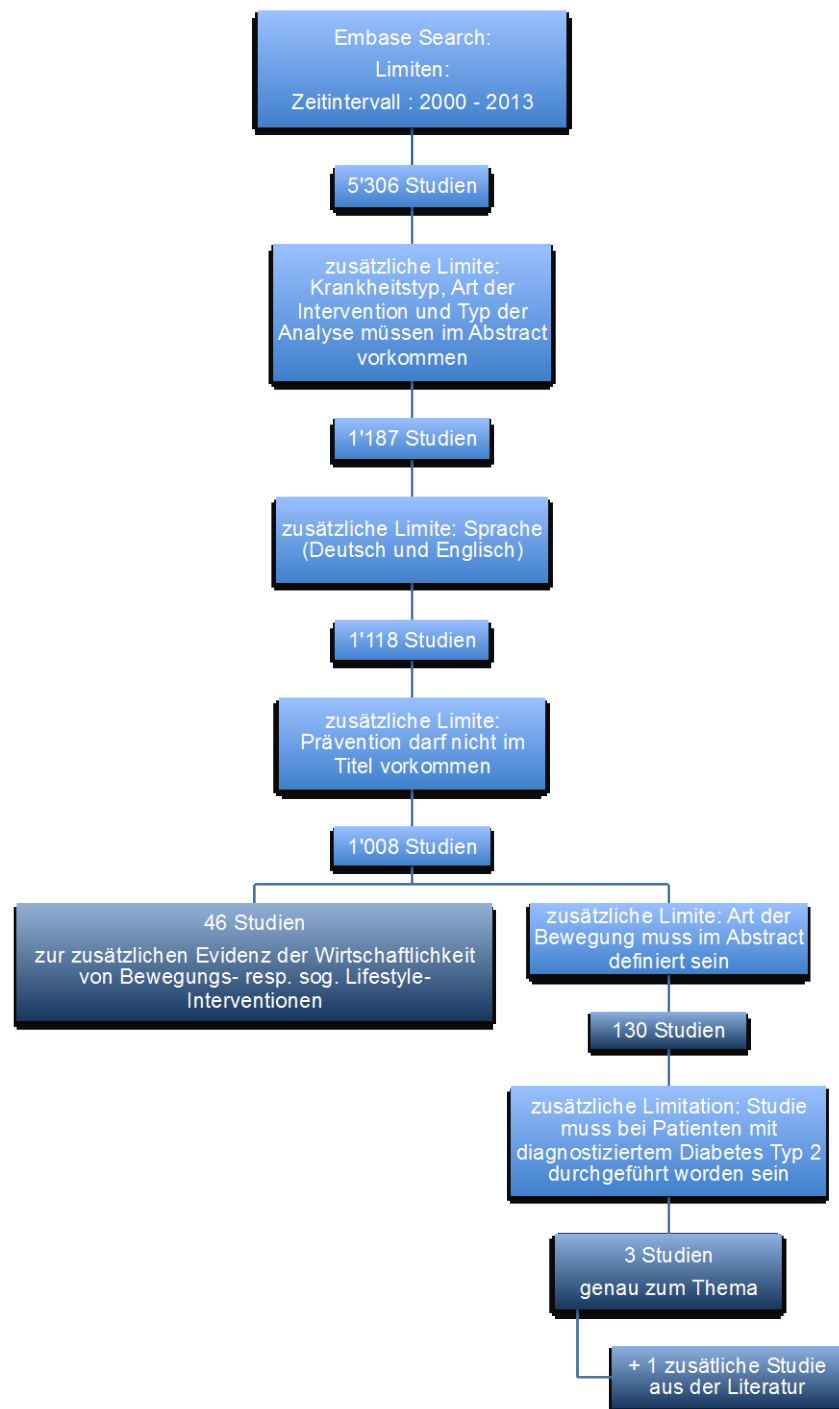 Embase Search:
Limiten:
Zeitintervall : 2000 - 2013
5'306 Studien
zusätzliche Limite:
Krankheitstyp, Art der
Intervention und Typ der
Analyse müssen im Abstract
vorkommen
1'187 Studien
zusätzliche Limite: Sprache
(Deutsch und Englisch)
1'118 Studien
zusätzliche Limite:
Prävention darf nicht im
Titel vorkommen
1'008 Studien
46 Studien
zur zusätzlichen Evidenz der Wirtschaftlichkeit
von Bewegungs- resp. sog. Lifestyle-
Interventionen
zusätzliche Limite: Art der
Bewegung muss im Abstract
definiert sein
130 Studien
zusätzliche Limitation: Studie
muss bei Patienten mit
diagnostiziertem Diabetes Typ 2
durchgeführt worden sein
3 Studien
genau zum Thema
+ 1 zusätliche Studie
aus der Literatur